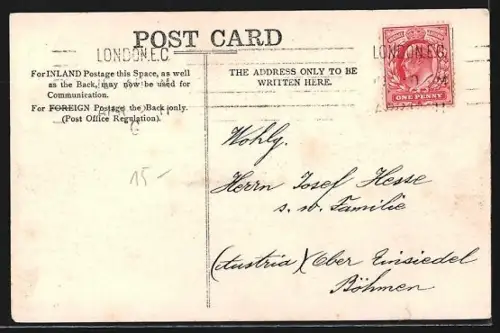 POST CARD
LONDON.E.C.
LONDON.E.C.
For INLAND Postage this Space, as well
as the Back, may now be used for
Communication.
For FOREIGN Postage the Back only.
(Post Office Regulation).
THE ADDRESS ONLY TO BE
WRITTEN HERE.
ONE PENNY
15-
Wohlg.
Herrn Josef Hesse
s. w. Familie
(Austria) Ober Einsiedel
Böhmen